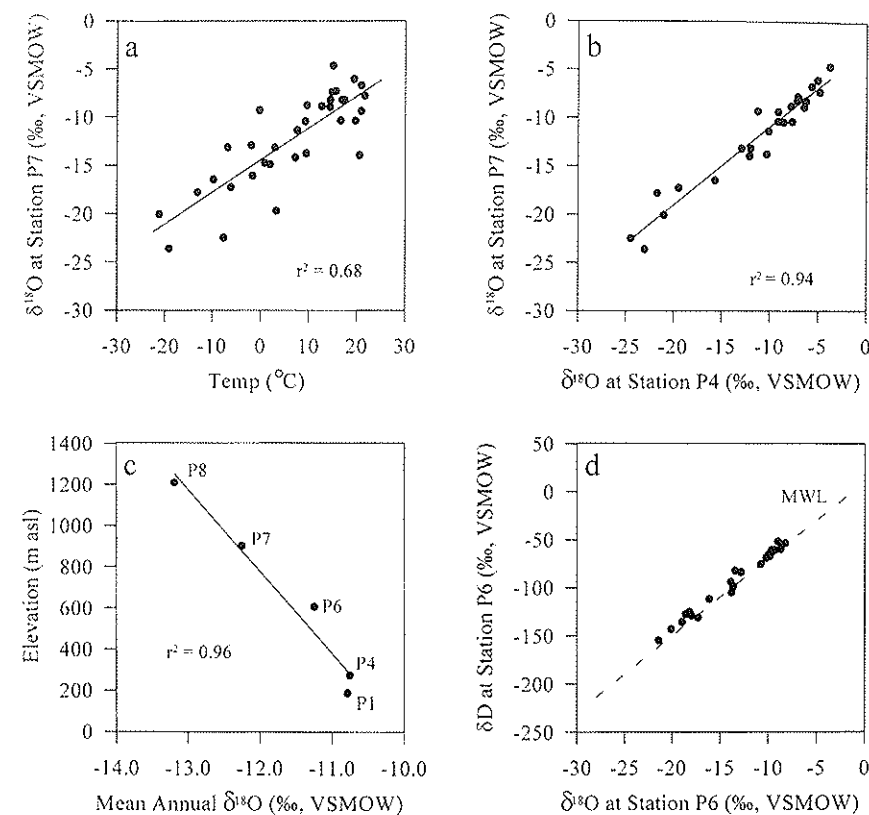 a
δ¹⁸O at Station P7 (‰, VSMOW)
0
-5
-10
-15
-20
-25
-30
r² = 0.68
-30 -20 -10 0 10 20 30
Temp (°C)
b
δ¹⁸O at Station P7 (‰, VSMOW)
0
-5
-10
-15
-20
-25
-30
r² = 0.94
-30 -25 -20 -15 -10 -5 0
δ¹⁸O at Station P4 (‰, VSMOW)
c
Elevation (m asl)
1400
1200
1000
800
600
400
200
0
P8
P7
P6
P4
P1
r² = 0.96
-14.0 -13.0 -12.0 -11.0 -10.0
Mean Annual δ¹⁸O (‰, VSMOW)
d
δD at Station P6 (‰, VSMOW)
50
0
-50
-100
-150
-200
-250
MWL
-30 -25 -20 -15 -10 -5 0
δ¹⁸O at Station P6 (‰, VSMOW)